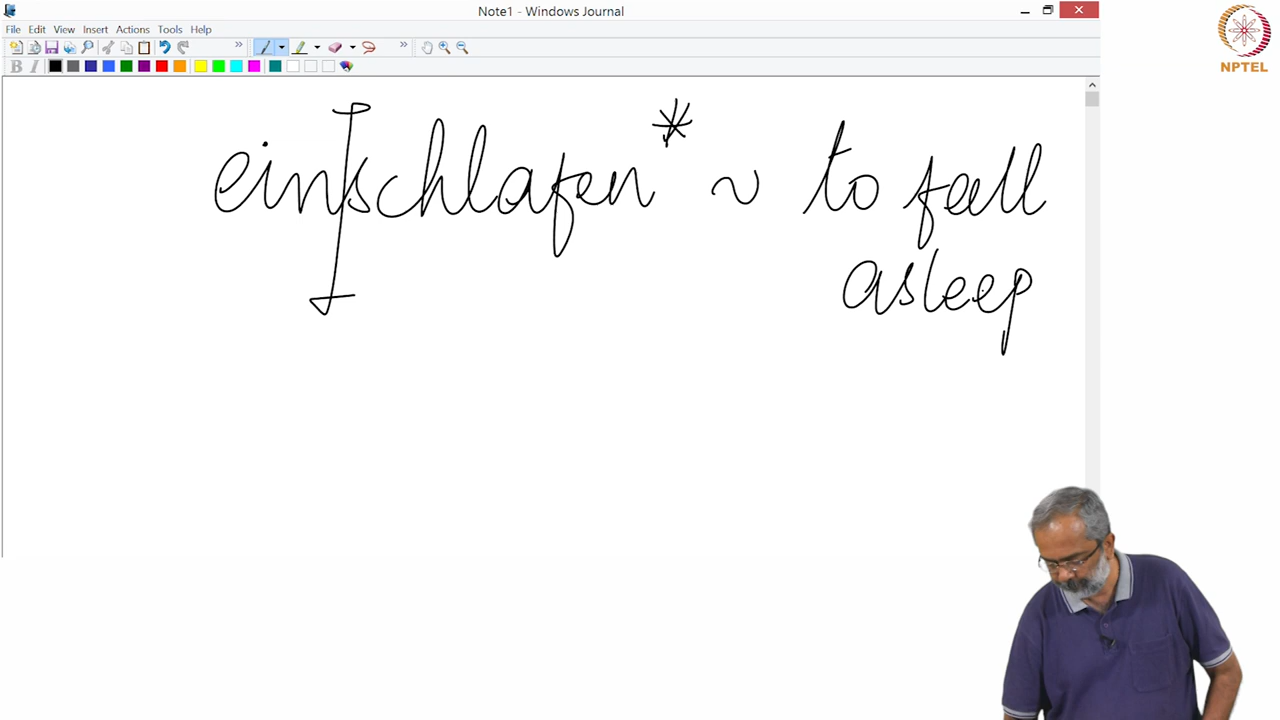 Note1 - Windows Journal
File Edit View Insert Actions Tools Help
B I
NPTEL
ein|schlafen* ~ to fall
asleep